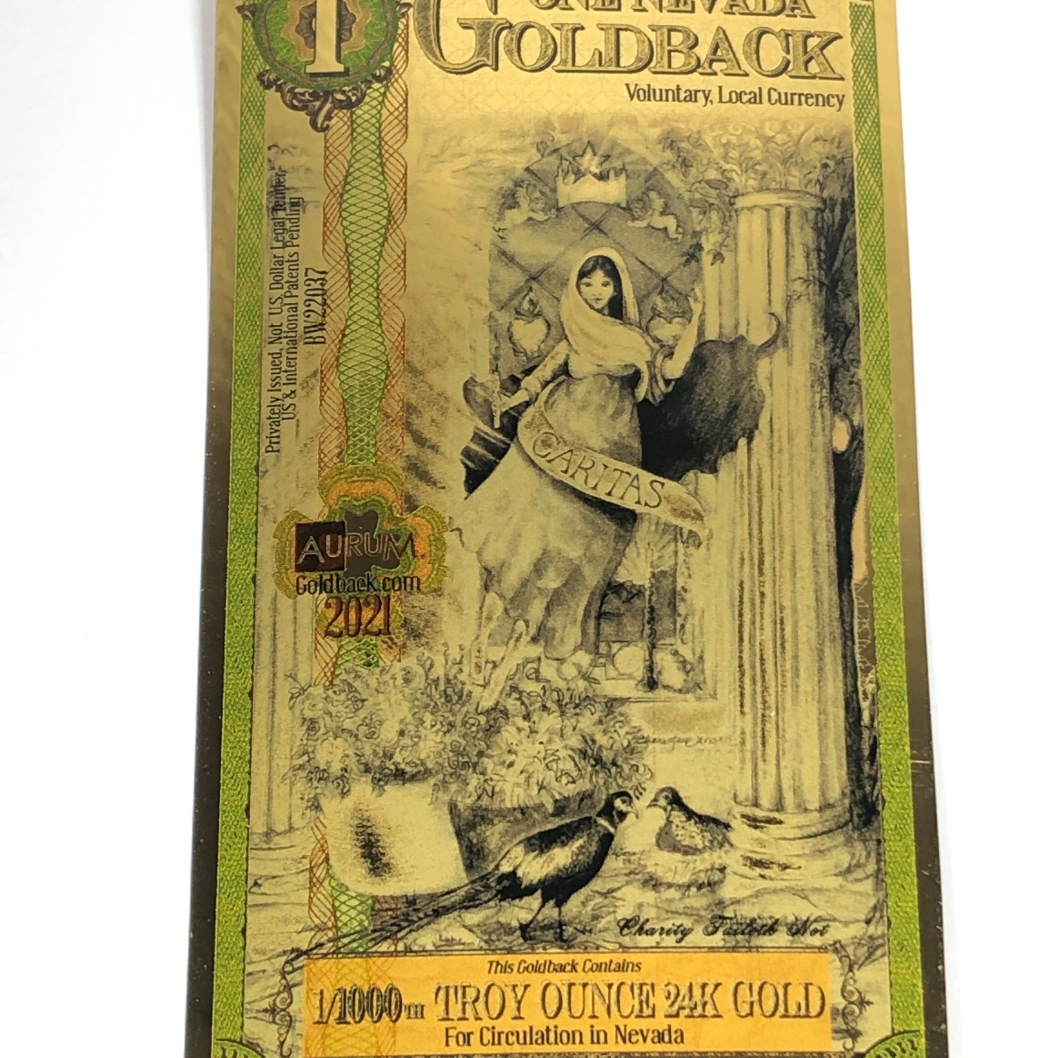 1
ONE NEVADA
GOLDBACK
Voluntary, Local Currency
Privately Issued, Not U.S. Dollar Legal Tender
US & International Patents Pending
BW22037
CARITAS
AURUM
Goldback.com
2021
Charity Faileth Not
This Goldback Contains
1/1000TH TROY OUNCE 24K GOLD
For Circulation in Nevada